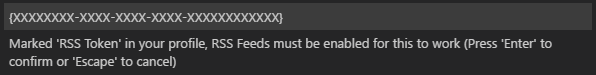 {XXXXXXXX-XXXX-XXXX-XXXX-XXXXXXXXXXXX}
Marked 'RSS Token' in your profile, RSS Feeds must be enabled for this to work (Press 'Enter' to
confirm or 'Escape' to cancel)